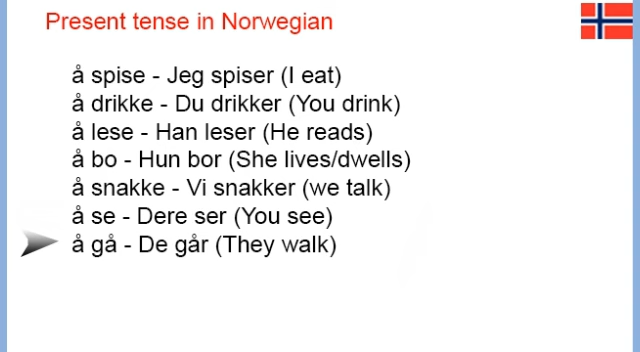 Present tense in Norwegian
å spise - Jeg spiser (I eat)
å drikke - Du drikker (You drink)
å lese - Han leser (He reads)
å bo - Hun bor (She lives/dwells)
å snakke - Vi snakker (we talk)
å se - Dere ser (You see)
å gå - De går (They walk)